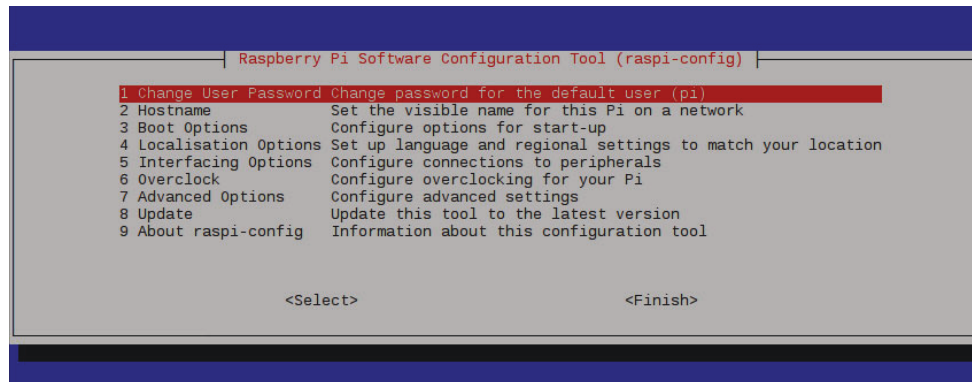 Raspberry Pi Software Configuration Tool (raspi-config)
1 Change User Password Change password for the default user (pi)
2 Hostname Set the visible name for this Pi on a network
3 Boot Options Configure options for start-up
4 Localisation Options Set up language and regional settings to match your location
5 Interfacing Options Configure connections to peripherals
6 Overclock Configure overclocking for your Pi
7 Advanced Options Configure advanced settings
8 Update Update this tool to the latest version
9 About raspi-config Information about this configuration tool
<Select> <Finish>